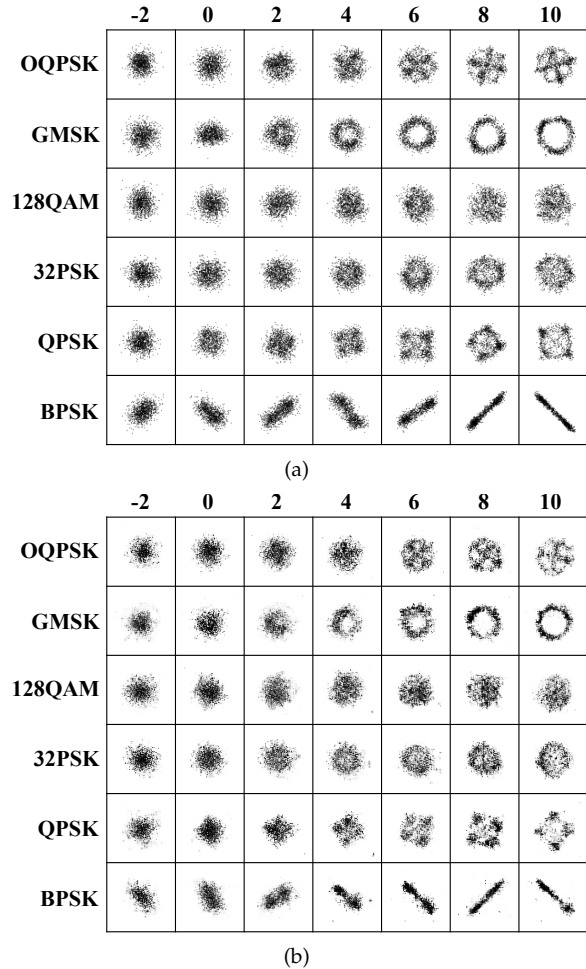 -2 0 2 4 6 8 10
OQPSK
GMSK
128QAM
32PSK
QPSK
BPSK
(a)
-2 0 2 4 6 8 10
OQPSK
GMSK
128QAM
32PSK
QPSK
BPSK
(b)